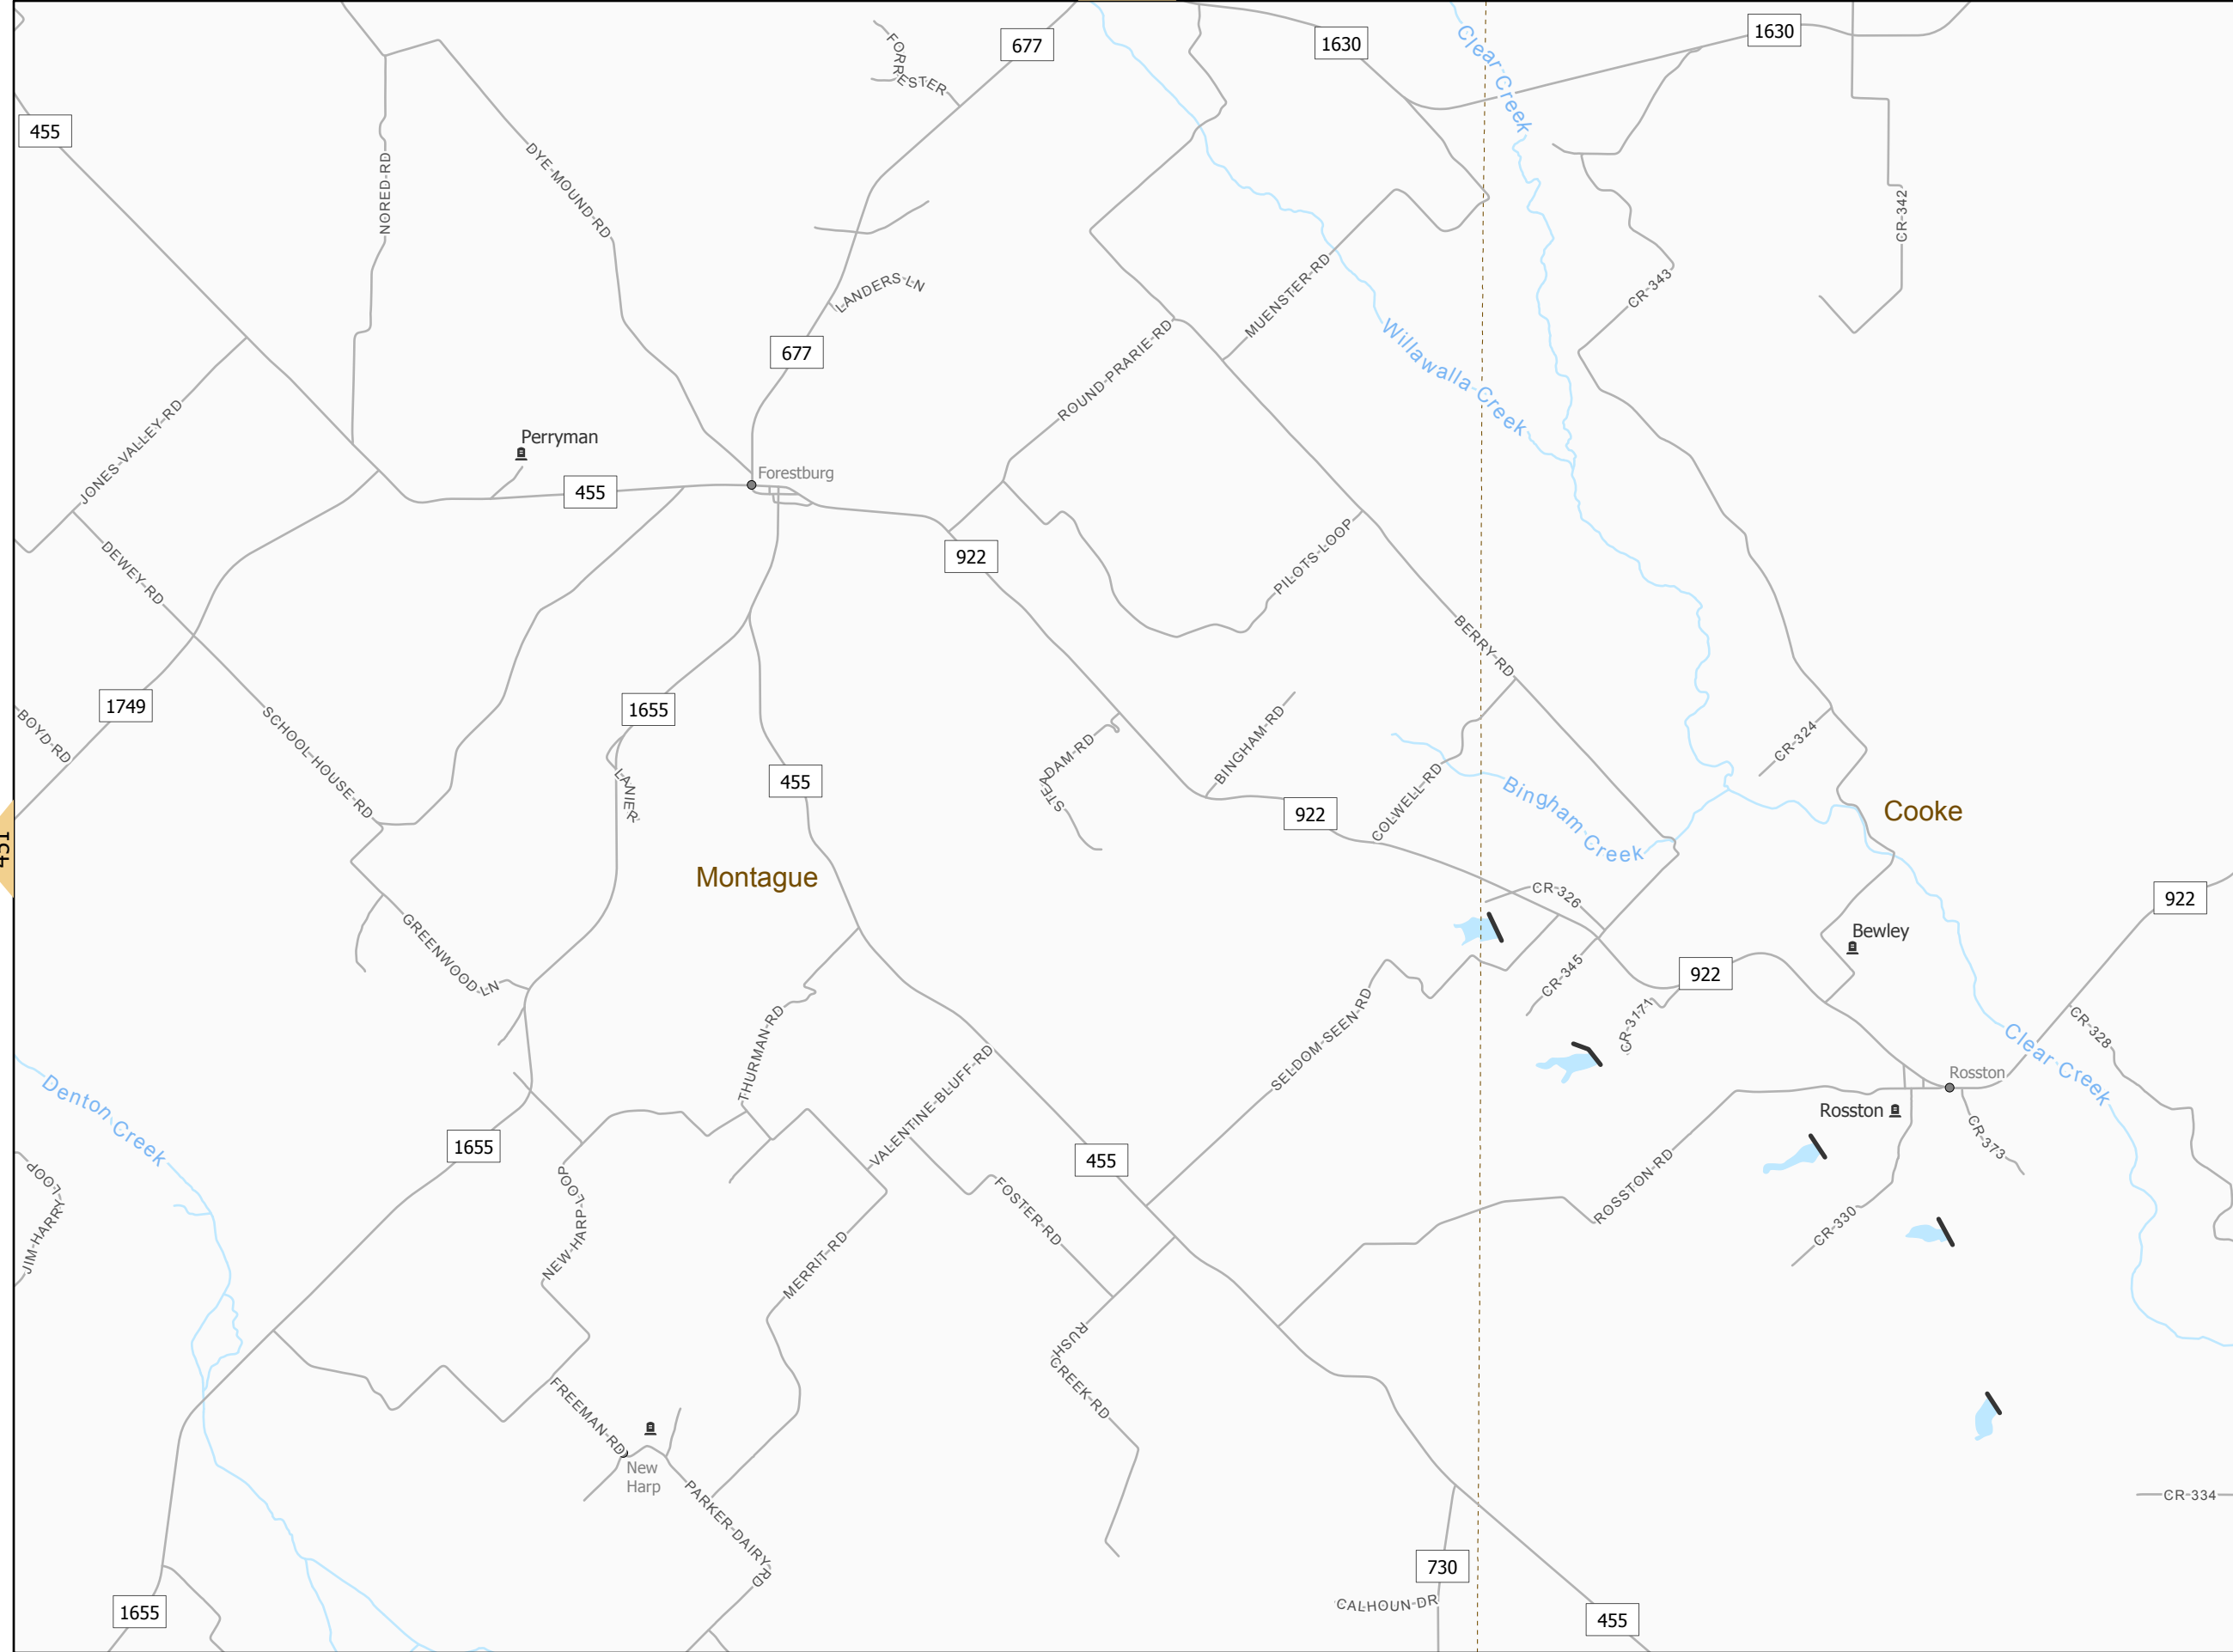 677
1630
1630
Clear Creek
FORRESTER
455
NORED RD
DYE MOUND RD
CR-342
LANDERS LN
MUENSTER RD
CR-343
677
ROUND PRARIE RD
Willawalla Creek
JONES VALLEY RD
Perryman
Forestburg
455
922
PILOTS LOOP
DEWEY RD
BERRY RD
1749
BOYD RD
SCHOOL HOUSE RD
1655
LANIER
455
STEADAM RD
BINGHAM RD
922
COLWELL RD
Bingham Creek
CR-324
Cooke
451
Montague
CR-326
922
GREENWOOD LN
Bewley
922
CR-345
CR-3171
THURMAN RD
SELDOM SEEN RD
CR-328
Clear Creek
Denton Creek
VALENTINE BLUFF RD
Rosston
Rosston
CR-373
1655
455
JIM HARRY LOOP
NEW HARP LOOP
FOSTER RD
ROSSTON RD
CR-330
MERRIT RD
RUSH CREEK RD
FREEMAN RD
New
Harp
PARKER DAIRY RD
CR-334
730
CALHOUN DR
1655
455